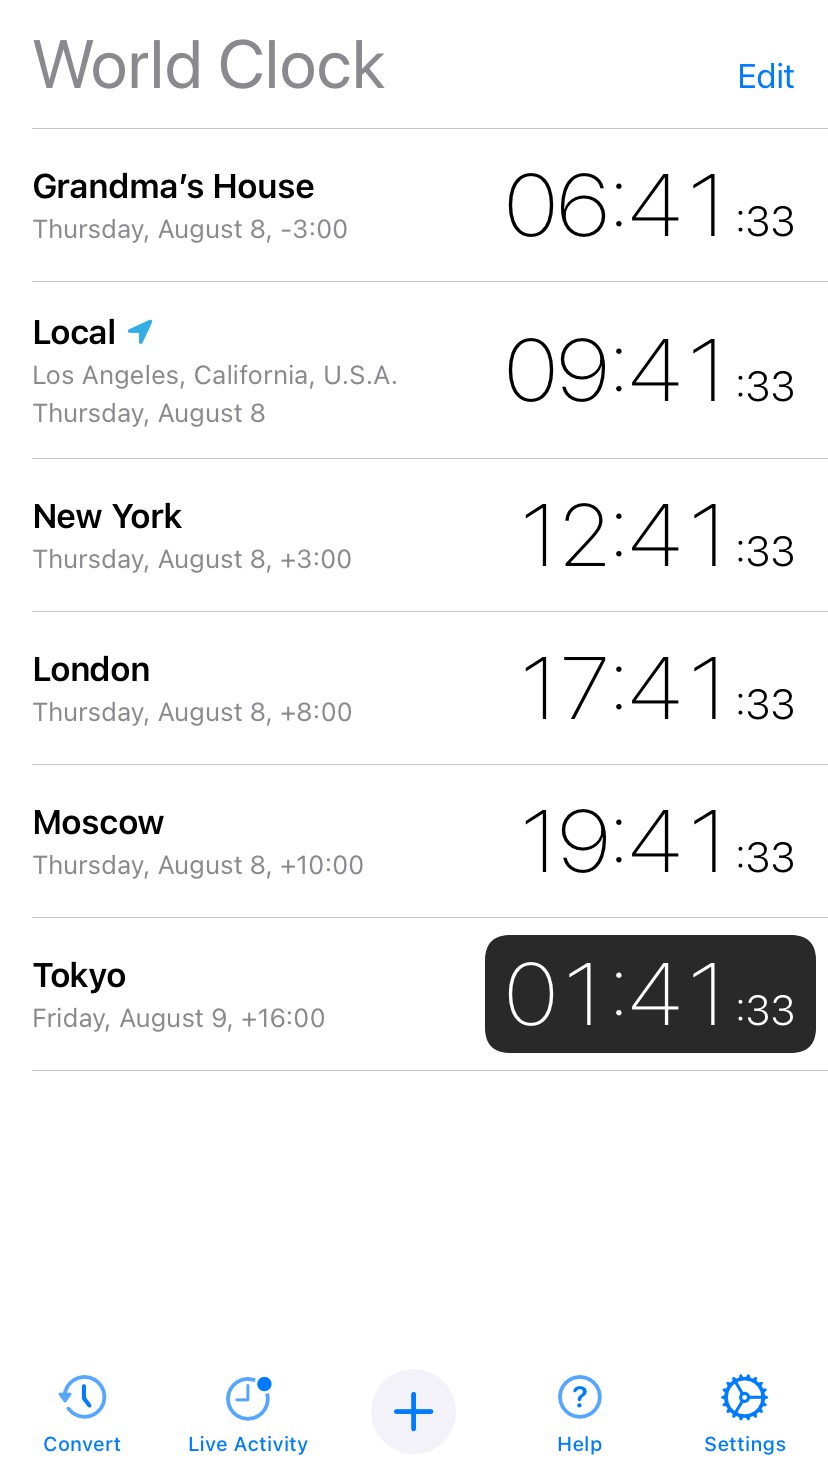 World Clock
Edit
Grandma’s House
Thursday, August 8, -3:00
06:41:33
Local
Los Angeles, California, U.S.A.
Thursday, August 8
09:41:33
New York
Thursday, August 8, +3:00
12:41:33
London
Thursday, August 8, +8:00
17:41:33
Moscow
Thursday, August 8, +10:00
19:41:33
Tokyo
Friday, August 9, +16:00
01:41:33
Convert
Live Activity
?
Help
Settings